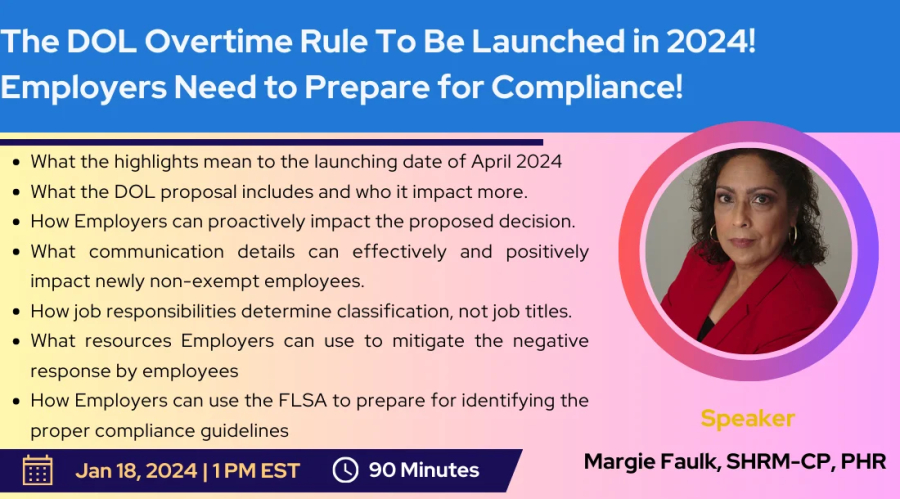 The DOL Overtime Rule To Be Launched in 2024!
Employers Need to Prepare for Compliance!
• What the highlights mean to the launching date of April 2024
• What the DOL proposal includes and who it impact more.
• How Employers can proactively impact the proposed decision.
• What communication details can effectively and positively
impact newly non-exempt employees.
• How job responsibilities determine classification, not job titles.
• What resources Employers can use to mitigate the negative
response by employees
• How Employers can use the FLSA to prepare for identifying the
proper compliance guidelines
Jan 18, 2024 | 1 PM EST
90 Minutes
Speaker
Margie Faulk, SHRM-CP, PHR